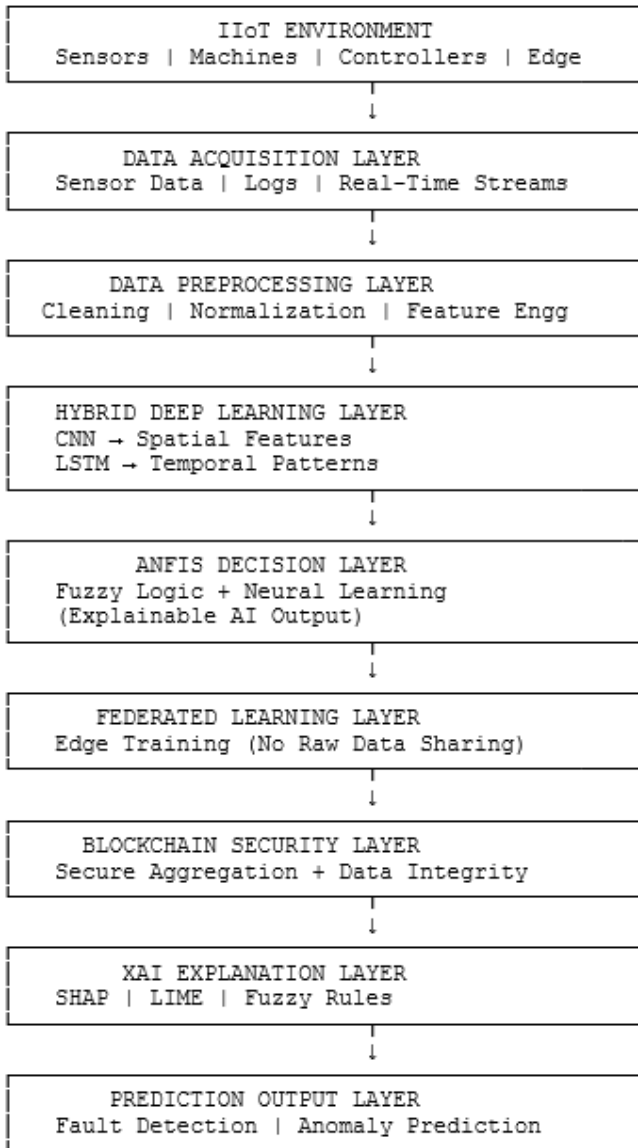 IIoT ENVIRONMENT
Sensors | Machines | Controllers | Edge
↓
DATA ACQUISITION LAYER
Sensor Data | Logs | Real-Time Streams
↓
DATA PREPROCESSING LAYER
Cleaning | Normalization | Feature Engg
↓
HYBRID DEEP LEARNING LAYER
CNN → Spatial Features
LSTM → Temporal Patterns
↓
ANFIS DECISION LAYER
Fuzzy Logic + Neural Learning
(Explainable AI Output)
↓
FEDERATED LEARNING LAYER
Edge Training (No Raw Data Sharing)
↓
BLOCKCHAIN SECURITY LAYER
Secure Aggregation + Data Integrity
↓
XAI EXPLANATION LAYER
SHAP | LIME | Fuzzy Rules
↓
PREDICTION OUTPUT LAYER
Fault Detection | Anomaly Prediction